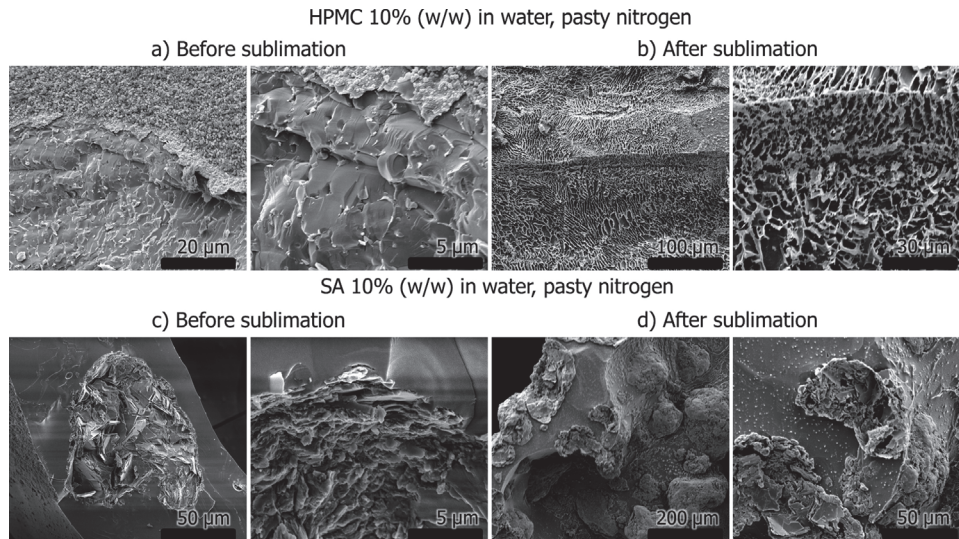 HPMC 10% (w/w) in water, pasty nitrogen
a) Before sublimation
b) After sublimation
20 µm
5 µm
100 µm
30 µm
SA 10% (w/w) in water, pasty nitrogen
c) Before sublimation
d) After sublimation
50 µm
5 µm
200 µm
50 µm